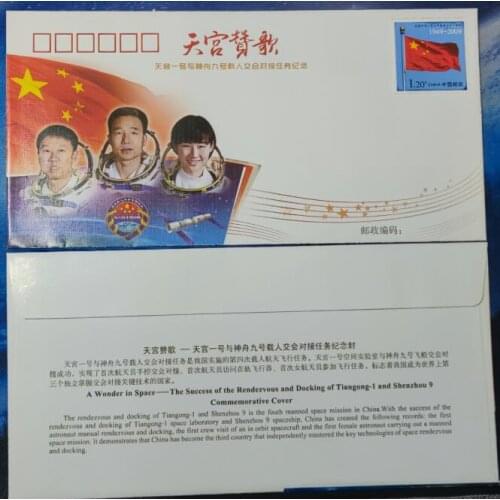 天宫赞歌
天宫一号与神舟九号载人交会对接任务纪念
1949-2009
1.20元
CHINA 中国邮政
邮政编码：
天宫赞歌 — 天宫一号与神舟九号载人交会对接任务纪念封
天宫一号与神舟九号载人交会对接任务是我国实施的第四次载人航天飞行任务。天宫一号空间实验室与神舟九号飞船交会对
接成功，实现了首次航天员手控交会对接、首次航天员访问在轨飞行器、首次女航天员参加飞行任务，标志着我国成为世界上第
三个独立掌握交会对接关键技术的国家。
A Wonder in Space——The Success of the Rendezvous and Docking of Tiangong-1 and Shenzhou 9
Commemorative Cover
The rendezvous and docking of Tiangong-1 and Shenzhou 9 is the fouth manned space mission in China.With the success of the
rendezvous and docking of Tiangong-1 space laboratory and Shenzhou 9 spaceship, China has created the following records: the first
astronaut manual rendezvous and docking, the first crew visit of an in orbit spacecraft and the first female astronaut carrying out a manned
space mission. It demonstrates that China has become the third country that independently mastered the key technologies of space rendezvous
and docking.